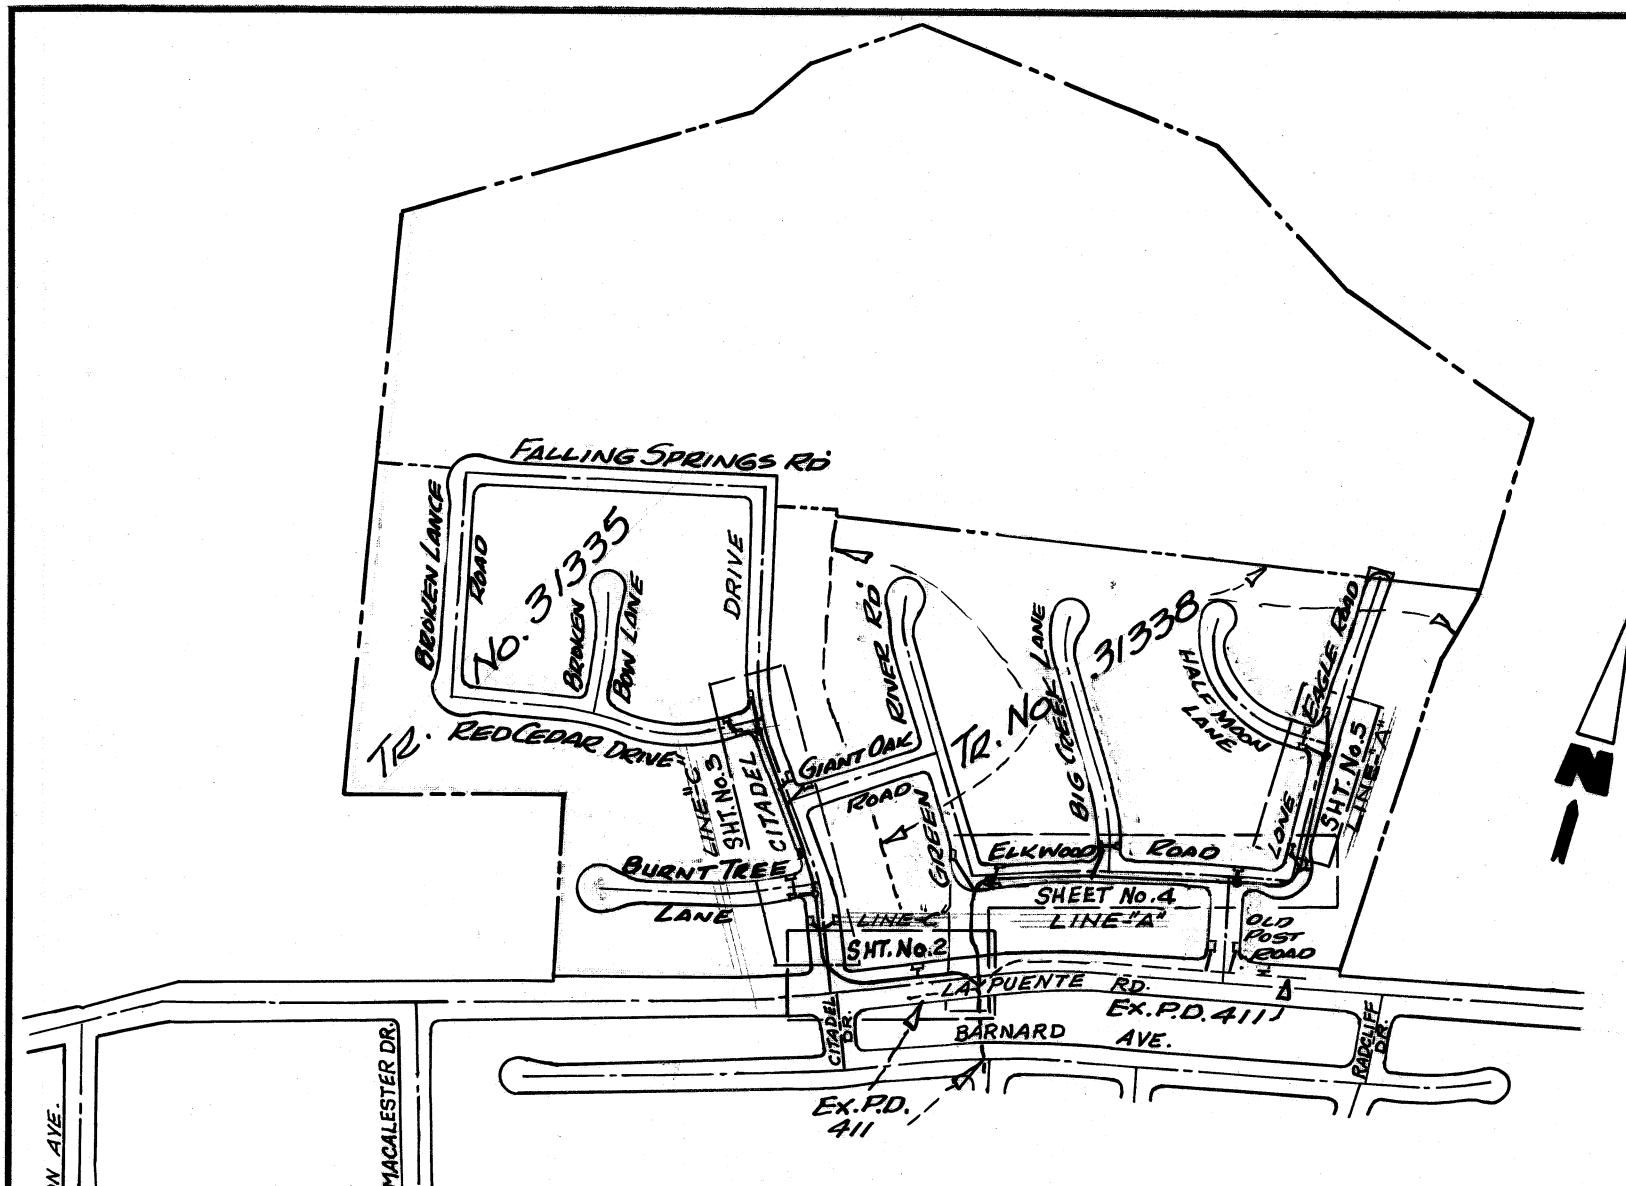 FALLING SPRINGS RD.
BROKEN LANCE
ROAD
TR. No. 31335
BROKEN
BOW LANE
DRIVE
RED CEDAR DRIVE
LINE "C"
SHT. No. 3
CITADEL
GIANT OAK
ROAD
GREEN
RIVER RD.
TR. No. 31338
BIG CREEK LANE
HALF MOON
LANE
LONE
EAGLE ROAD
SHT. No. 5
LINE "A"
N
BURNT TREE
LANE
ELKWOOD ROAD
SHEET No. 4
LINE "A"
LINE "C"
SHT. No. 2
OLD
POST
ROAD
LA PUENTE RD.
EX. P.D. 411
CITADEL
DR.
BARNARD AVE.
RADCLIFF
DR.
MACALESTER DR.
EX. P.D.
411
AVE.